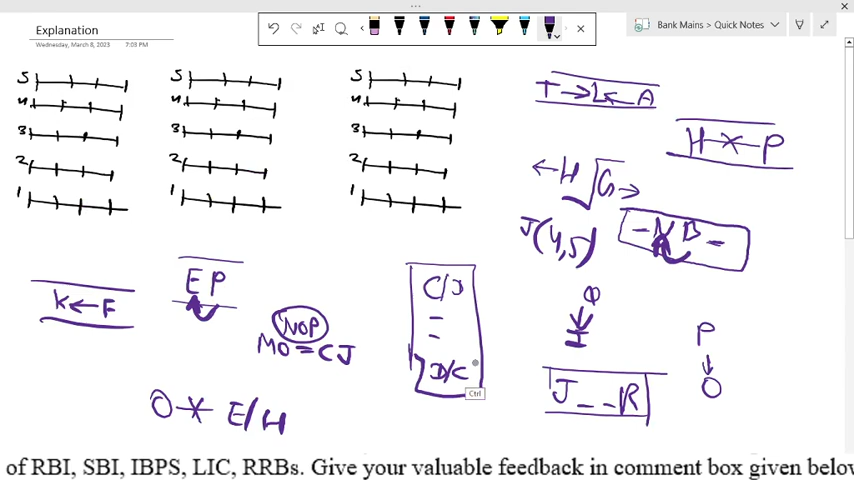 Explanation
Wednesday, March 8, 2023 7:03 PM
Bank Mains > Quick Notes
5 5 5
4 4 4
3 3 3
2 2 2
1 1 1
T→L←A
H×P
←H G→
J(4,5)
-NB-
K←F
EP
NOP
MO=CJ
C/J
=
-
D/C
Ctrl
I
P
↓
O
J _ _ R
O* E/H
of RBI, SBI, IBPS, LIC, RRBs. Give your valuable feedback in comment box given below